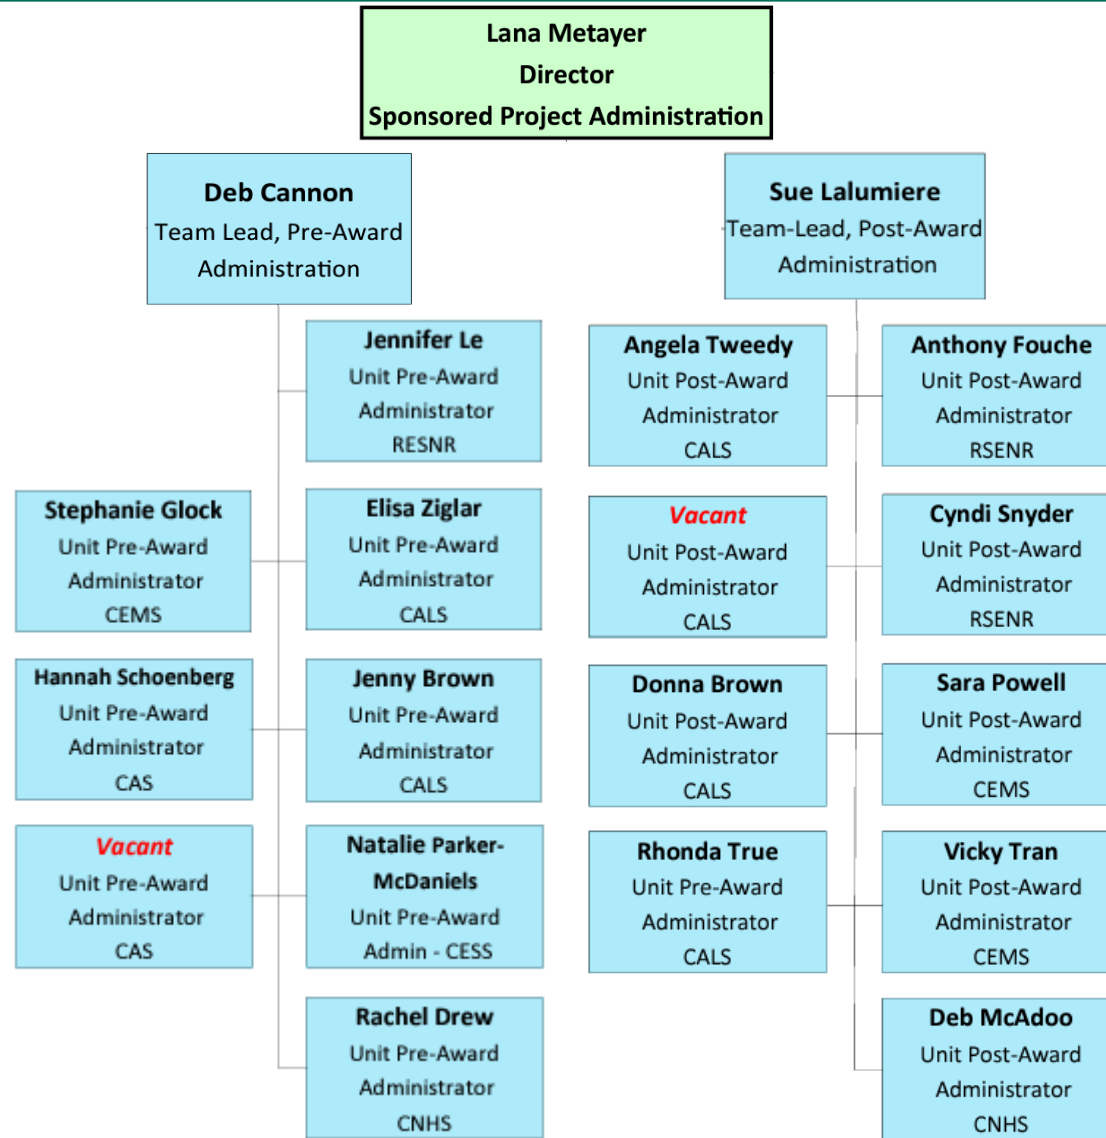 Lana Metayer
Director
Sponsored Project Administration
Deb Cannon
Team Lead, Pre-Award
Administration
Sue Lalumiere
Team-Lead, Post-Award
Administration
Jennifer Le
Unit Pre-Award
Administrator
RESNR
Stephanie Glock
Unit Pre-Award
Administrator
CEMS
Elisa Ziglar
Unit Pre-Award
Administrator
CALS
Hannah Schoenberg
Unit Pre-Award
Administrator
CAS
Jenny Brown
Unit Pre-Award
Administrator
CALS
Vacant
Unit Pre-Award
Administrator
CAS
Natalie Parker-
McDaniels
Unit Pre-Award
Admin - CESS
Rachel Drew
Unit Pre-Award
Administrator
CNHS
Angela Tweedy
Unit Post-Award
Administrator
CALS
Anthony Fouche
Unit Post-Award
Administrator
RSENR
Vacant
Unit Post-Award
Administrator
CALS
Cyndi Snyder
Unit Post-Award
Administrator
RSENR
Donna Brown
Unit Post-Award
Administrator
CALS
Sara Powell
Unit Post-Award
Administrator
CEMS
Rhonda True
Unit Pre-Award
Administrator
CALS
Vicky Tran
Unit Post-Award
Administrator
CEMS
Deb McAdoo
Unit Post-Award
Administrator
CNHS